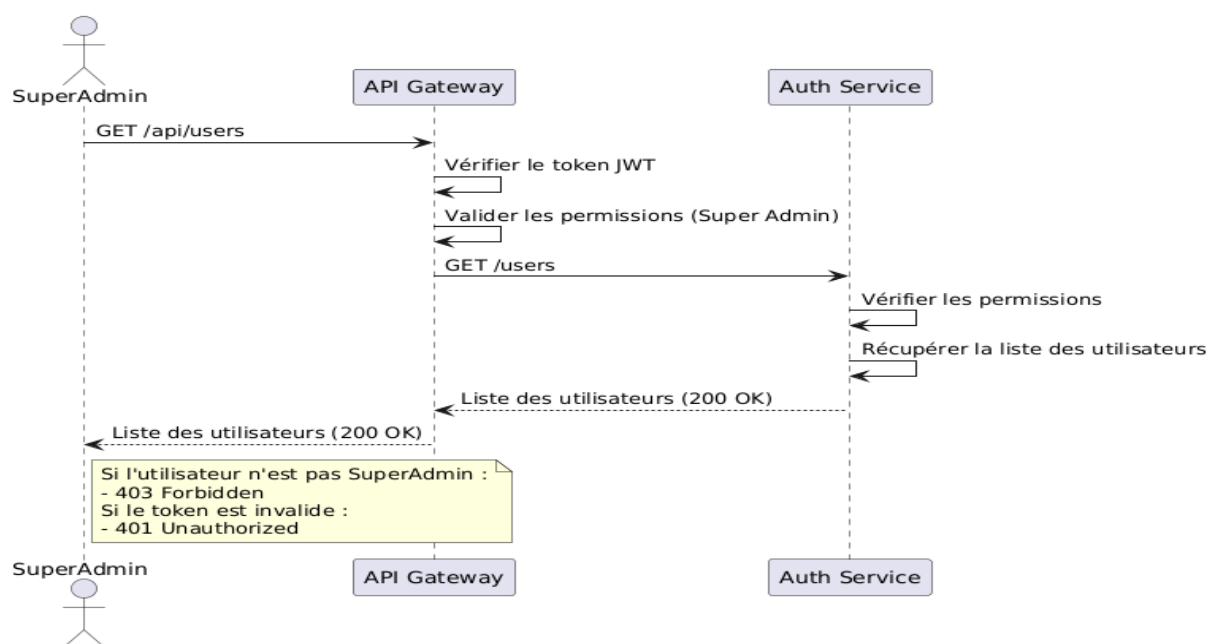 SuperAdmin
API Gateway
Auth Service
GET /api/users
Vérifier le token JWT
Valider les permissions (Super Admin)
GET /users
Vérifier les permissions
Récupérer la liste des utilisateurs
Liste des utilisateurs (200 OK)
Liste des utilisateurs (200 OK)
Si l'utilisateur n'est pas SuperAdmin :
- 403 Forbidden
Si le token est invalide :
- 401 Unauthorized
SuperAdmin
API Gateway
Auth Service